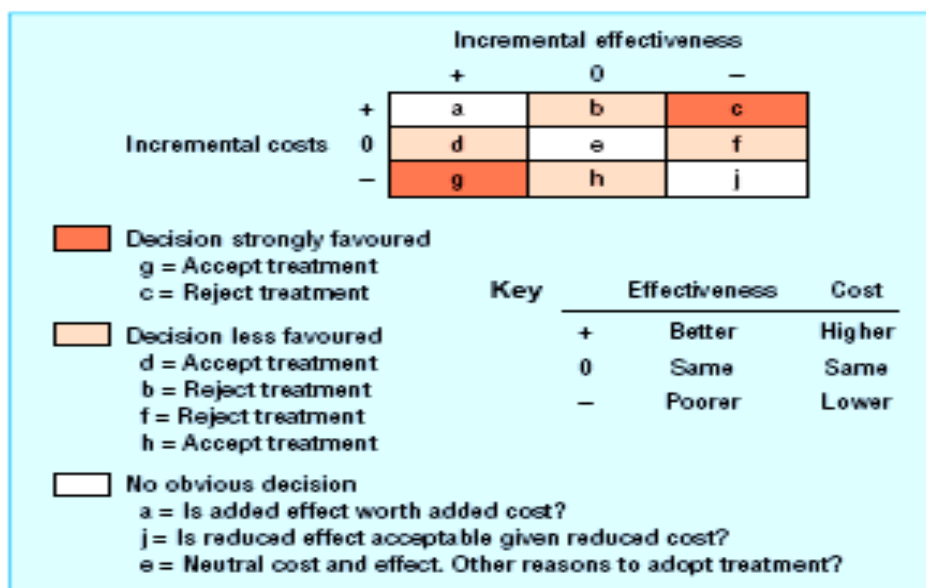 Incremental effectiveness
+ 0 –
+ a b c
Incremental costs 0 d e f
– g h j
Decision strongly favoured
g = Accept treatment
c = Reject treatment
Key Effectiveness Cost
+ Better Higher
0 Same Same
– Poorer Lower
Decision less favoured
d = Accept treatment
b = Reject treatment
f = Reject treatment
h = Accept treatment
No obvious decision
a = Is added effect worth added cost?
j = Is reduced effect acceptable given reduced cost?
e = Neutral cost and effect. Other reasons to adopt treatment?